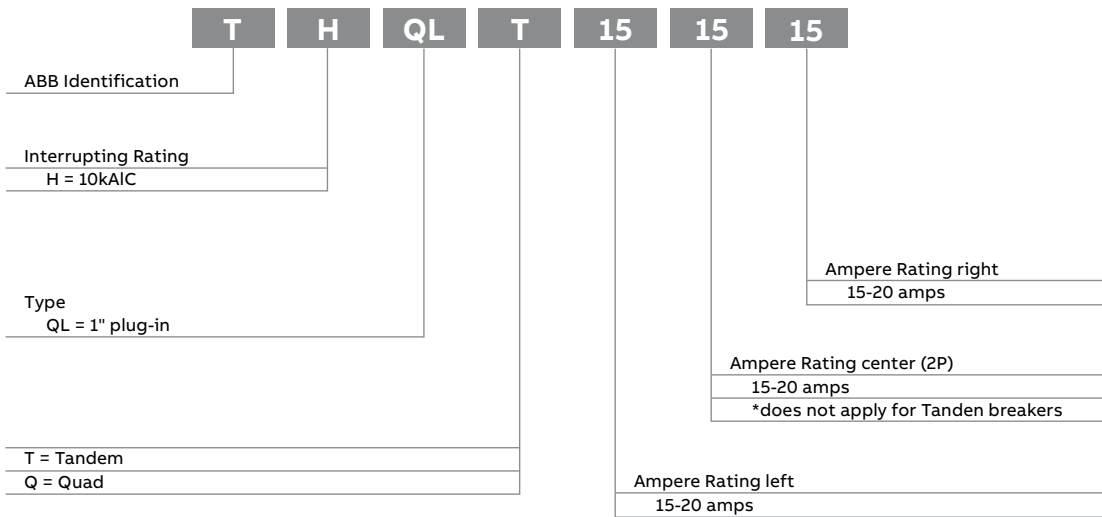 T H QL T 15 15 15
ABB Identification
Interrupting Rating
H = 10kAlC
Ampere Rating right
15-20 amps
Type
QL = 1" plug-in
Ampere Rating center (2P)
15-20 amps
*does not apply for Tanden breakers
T = Tandem
Q = Quad
Ampere Rating left
15-20 amps